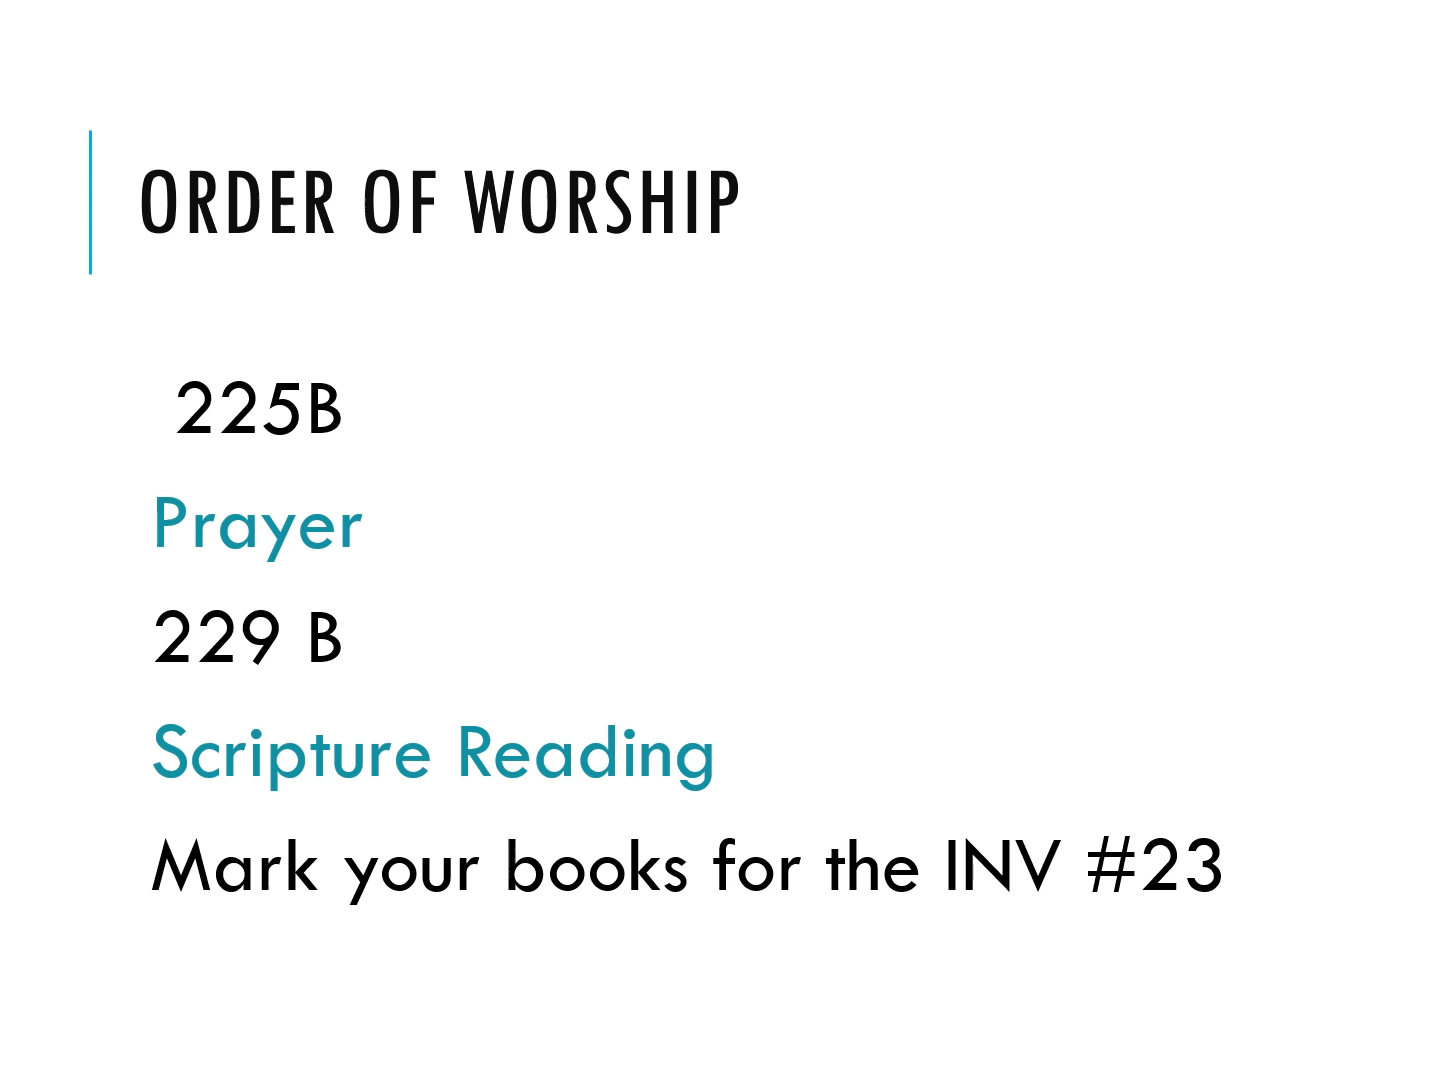 ORDER OF WORSHIP
225B
Prayer
229 B
Scripture Reading
Mark your books for the INV #23